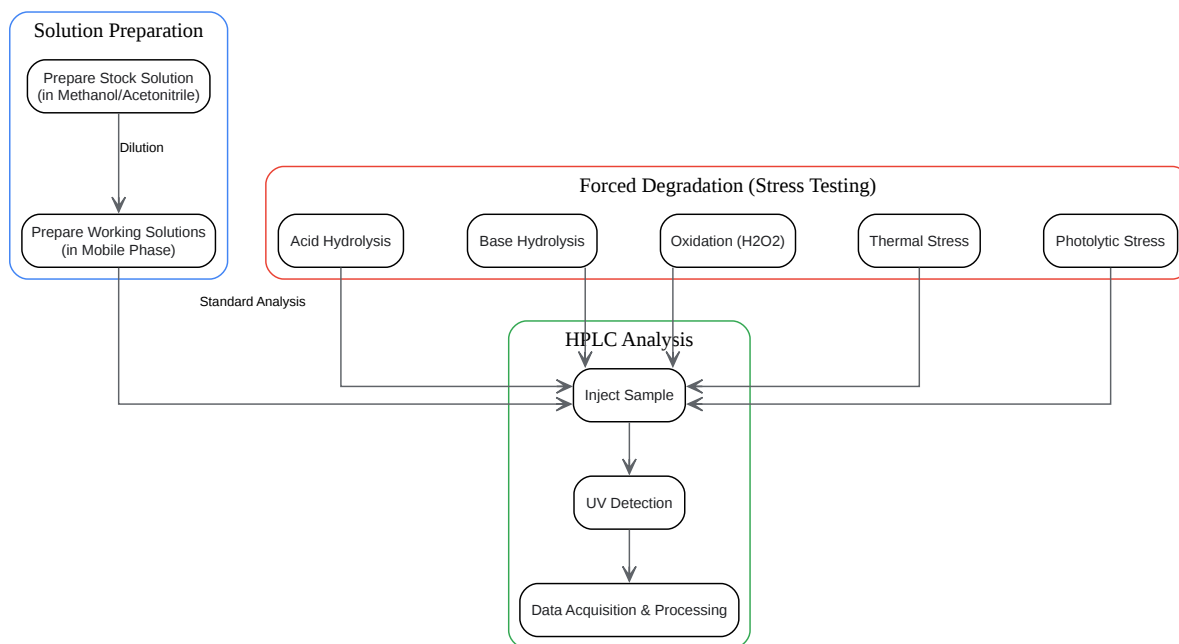 Solution Preparation
Prepare Stock Solution
(in Methanol/Acetonitrile)
Dilution
Prepare Working Solutions
(in Mobile Phase)
Forced Degradation (Stress Testing)
Acid Hydrolysis
Base Hydrolysis
Oxidation (H2O2)
Thermal Stress
Photolytic Stress
Standard Analysis
HPLC Analysis
Inject Sample
UV Detection
Data Acquisition & Processing